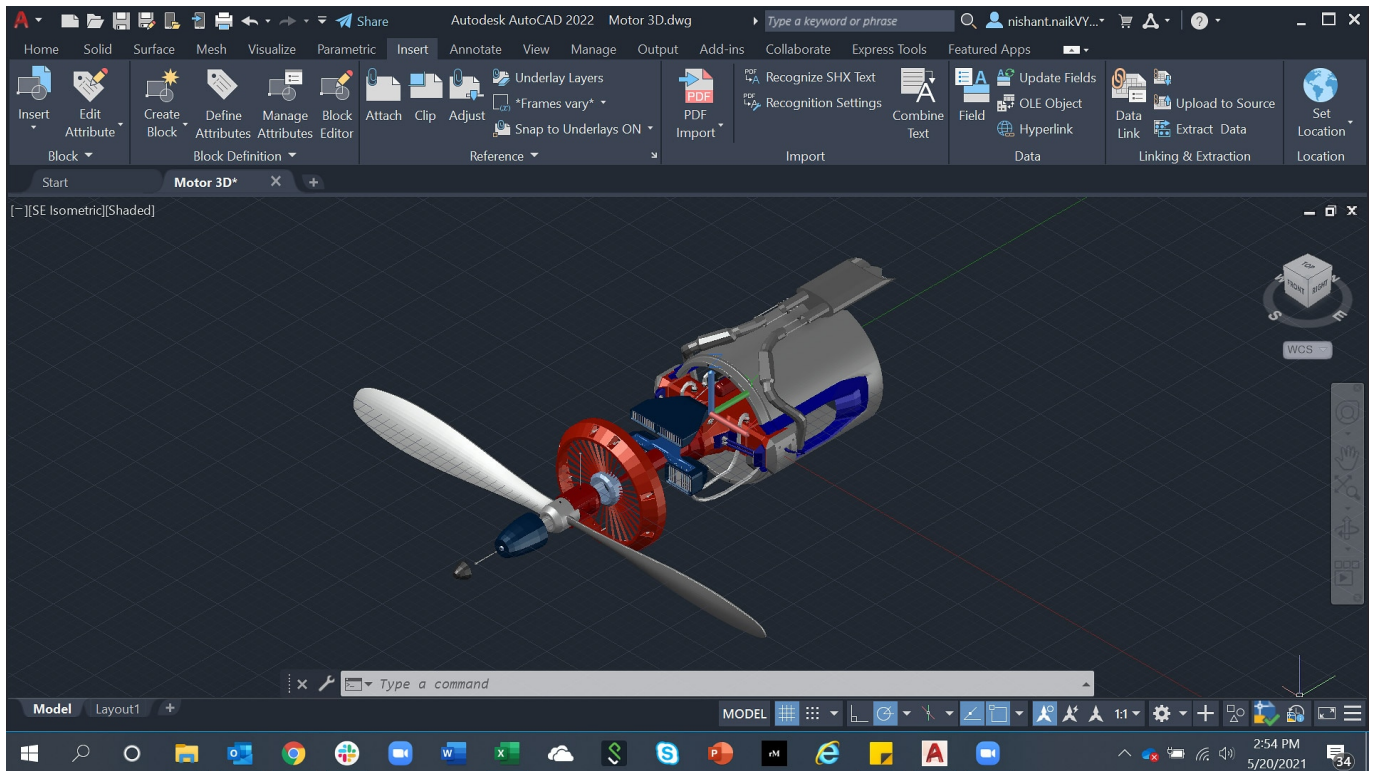 Share Autodesk AutoCAD 2022 Motor 3D.dwg Type a keyword or phrase nishant.naikVY...
Home Solid Surface Mesh Visualize Parametric Insert Annotate View Manage Output Add-ins Collaborate Express Tools Featured Apps
Insert
Edit
Attribute
Create
Block
Define
Attributes
Manage
Attributes
Block
Editor
Attach Clip Adjust
Underlay Layers
*Frames vary*
Snap to Underlays ON
PDF
PDF
Import
PDF A Recognize SHX Text
PDF A Recognition Settings
A
Combine
Text
A
Field
Update Fields
OLE Object
Hyperlink
Data
Link
Upload to Source
Extract Data
Set
Location
Block Block Definition Reference Import Data Linking & Extraction Location
Start Motor 3D*
[−][SE Isometric][Shaded]
TOP
FRONT RIGHT
W N
S E
WCS
Type a command
Model Layout1 MODEL 1:1
2:54 PM
5/20/2021
34